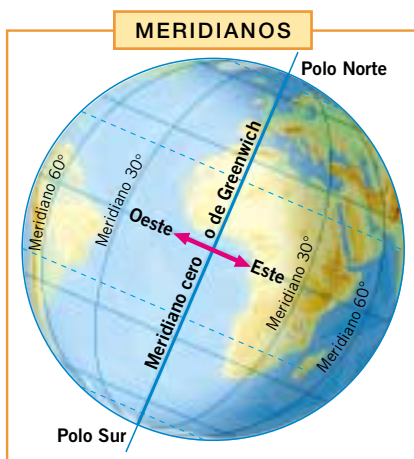 MERIDIANOS
Polo Norte
Meridiano 60°
Meridiano 30°
Oeste
Meridiano cero o de Greenwich
Este
Meridiano 30°
Meridiano 60°
Polo Sur